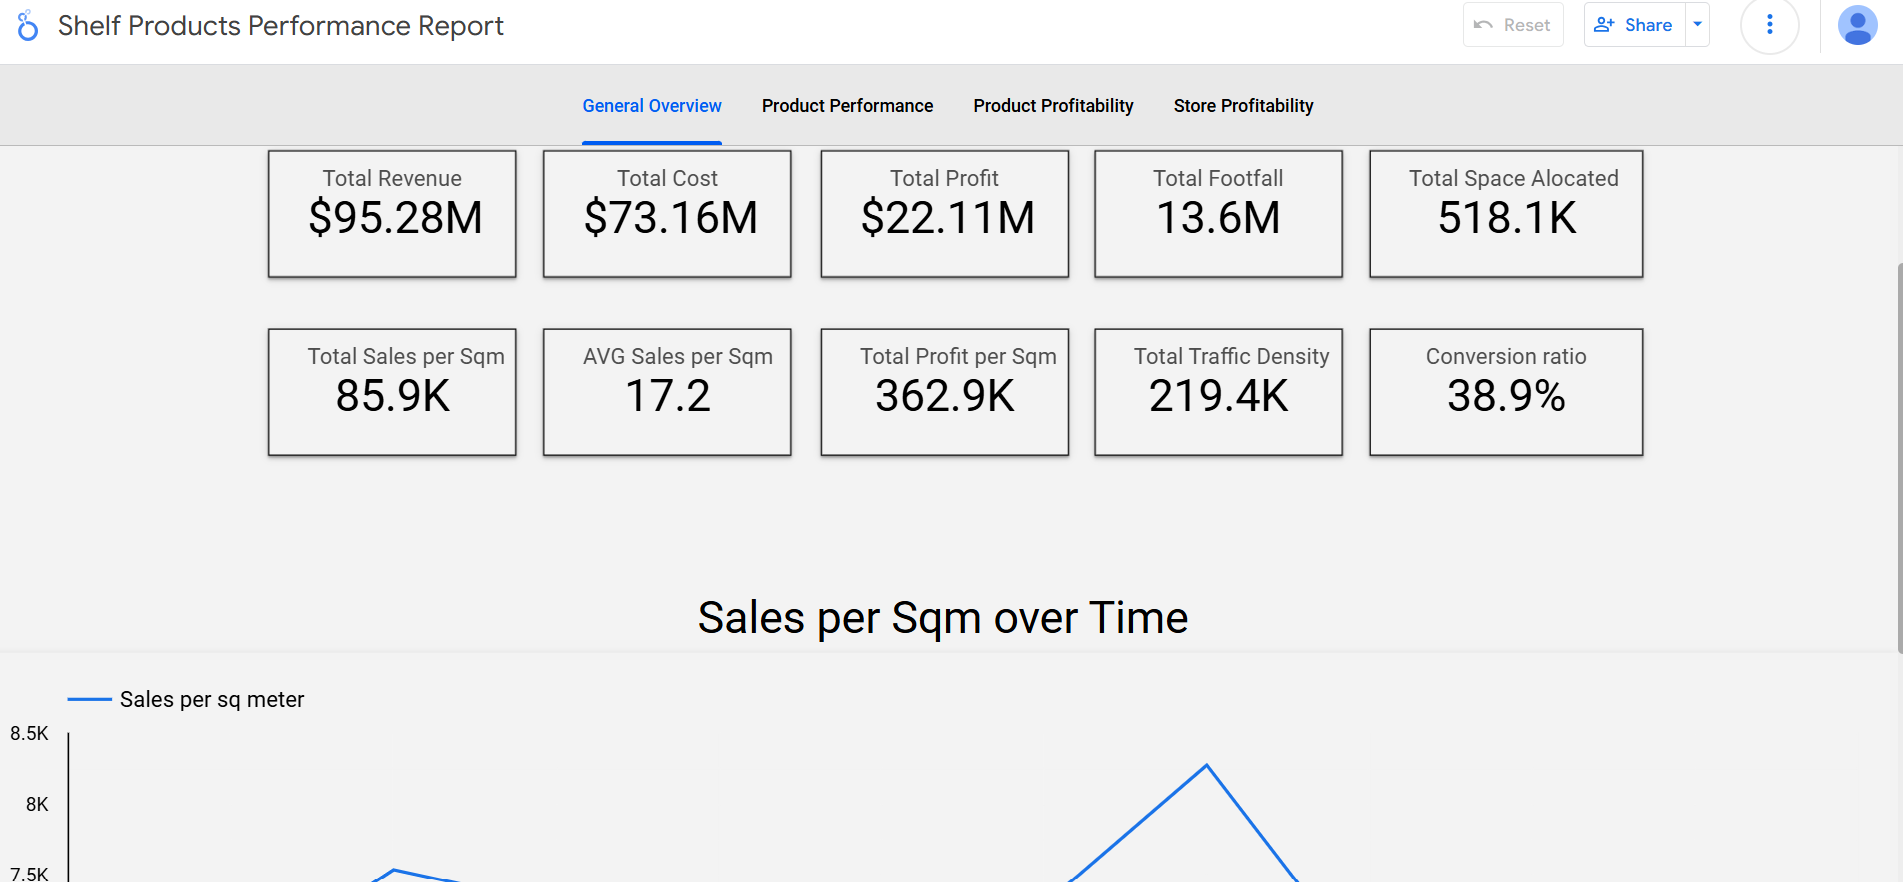 Shelf Products Performance Report
Reset
Share
General Overview
Product Performance
Product Profitability
Store Profitability
Total Revenue
$95.28M
Total Cost
$73.16M
Total Profit
$22.11M
Total Footfall
13.6M
Total Space Alocated
518.1K
Total Sales per Sqm
85.9K
AVG Sales per Sqm
17.2
Total Profit per Sqm
362.9K
Total Traffic Density
219.4K
Conversion ratio
38.9%
Sales per Sqm over Time
Sales per sq meter
8.5K
8K
7.5K